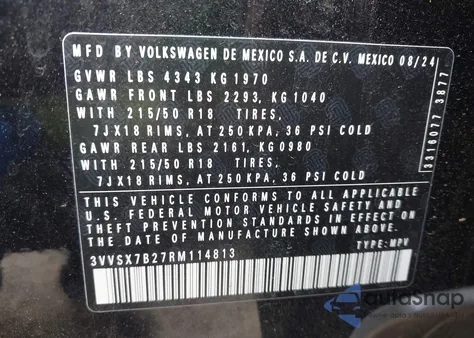 MFD BY VOLKSWAGEN DE MEXICO S.A. DE C.V. MEXICO 08/24
GVWR LBS 4343 KG 1970
GAWR FRONT LBS 2293, KG 1040
WITH 215/50 R18 TIRES,
7JX18 RIMS, AT 250 KPA, 36 PSI COLD
GAWR REAR LBS 2161, KG0980
WITH 215/50 R18 TIRES,
7JX18 RIMS, AT 250 KPA, 36 PSI COLD
THIS VEHICLE CONFORMS TO ALL APPLICABLE
U.S. FEDERAL MOTOR VEHICLE SAFETY AND
THEFT PREVENTION STANDARDS IN EFFECT ON
THE DATE OF MANUFACTURE SHOWN ABOVE.
3VVSX7B27RM114813
TYPE: MPV
3316077 3877
autoSnap